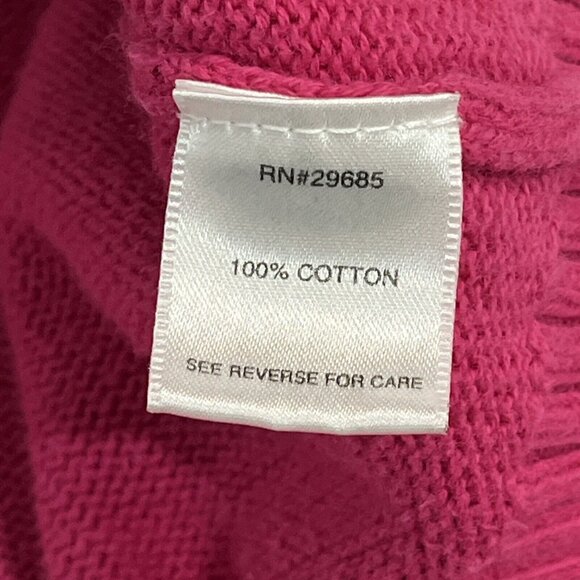 RN#29685
100% COTTON
SEE REVERSE FOR CARE